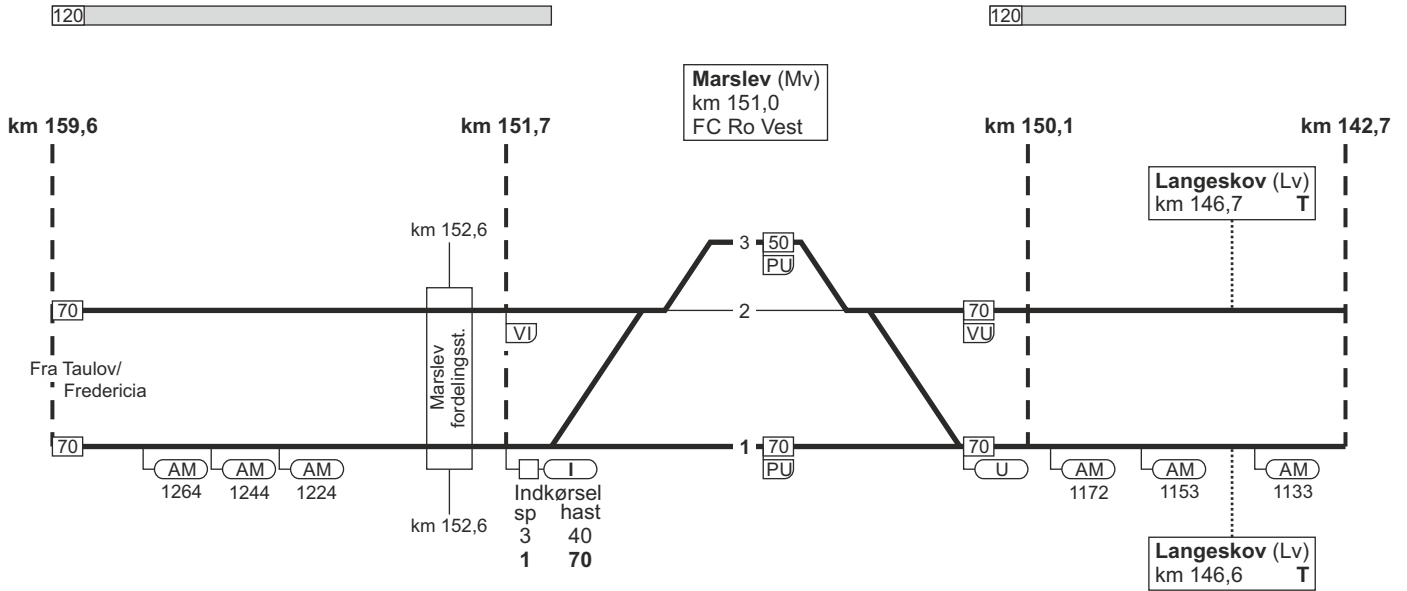 120
120
Marslev (Mv)
km 151,0
FC Ro Vest
km 159,6
km 151,7
km 150,1
km 142,7
Langeskov (Lv)
km 146,7 T
km 152,6
3 50
PU
70
2
70
VI
VU
Marslev
fordelingsst.
Fra Taulov/
Fredericia
70
1 70
70
PU
AM
1264
AM
1244
AM
1224
I
U
AM
1172
AM
1153
AM
1133
Indkørsel
sp hast
3 40
1 70
km 152,6
Langeskov (Lv)
km 146,6 T